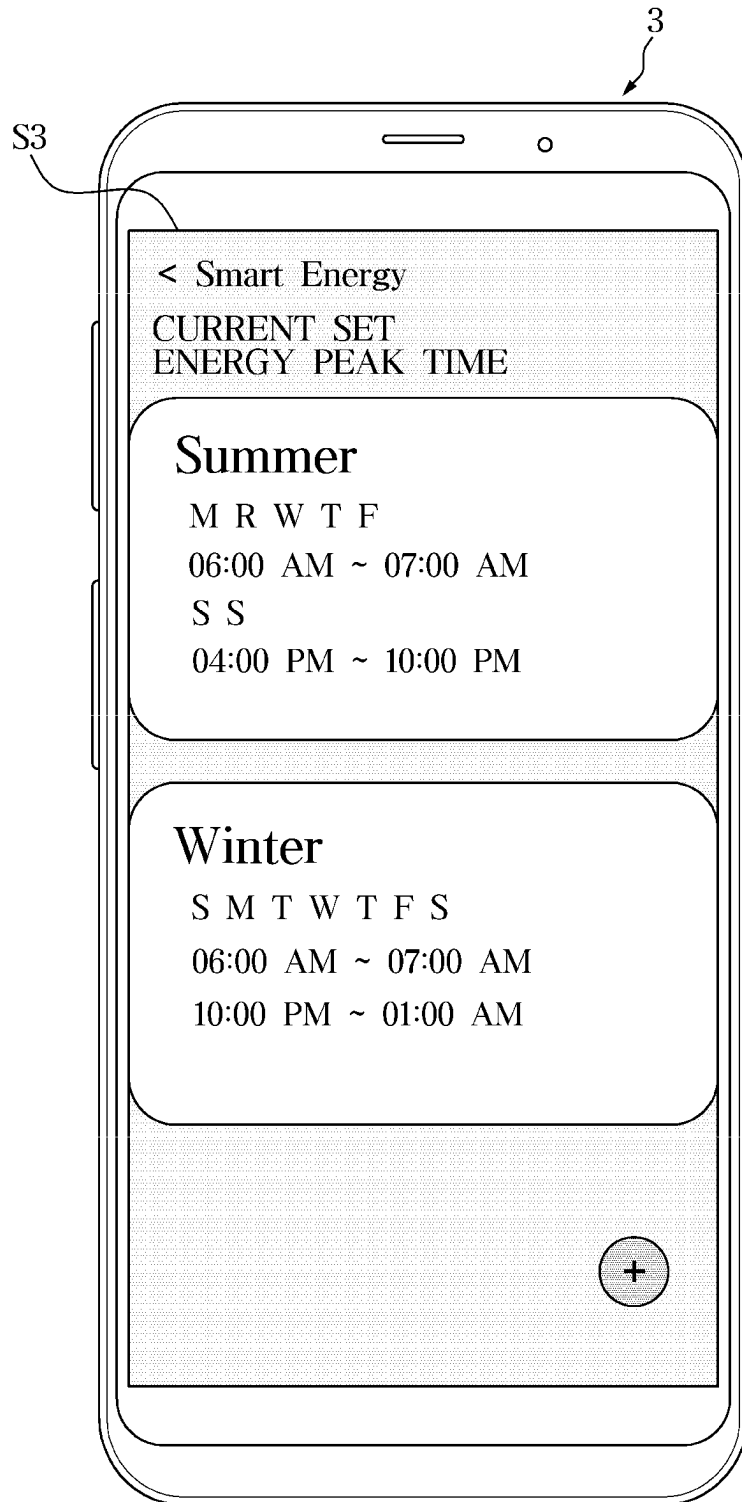 3
S3
< Smart Energy
CURRENT SET
ENERGY PEAK TIME
Summer
M R W T F
06:00 AM ~ 07:00 AM
S S
04:00 PM ~ 10:00 PM
Winter
S M T W T F S
06:00 AM ~ 07:00 AM
10:00 PM ~ 01:00 AM
+